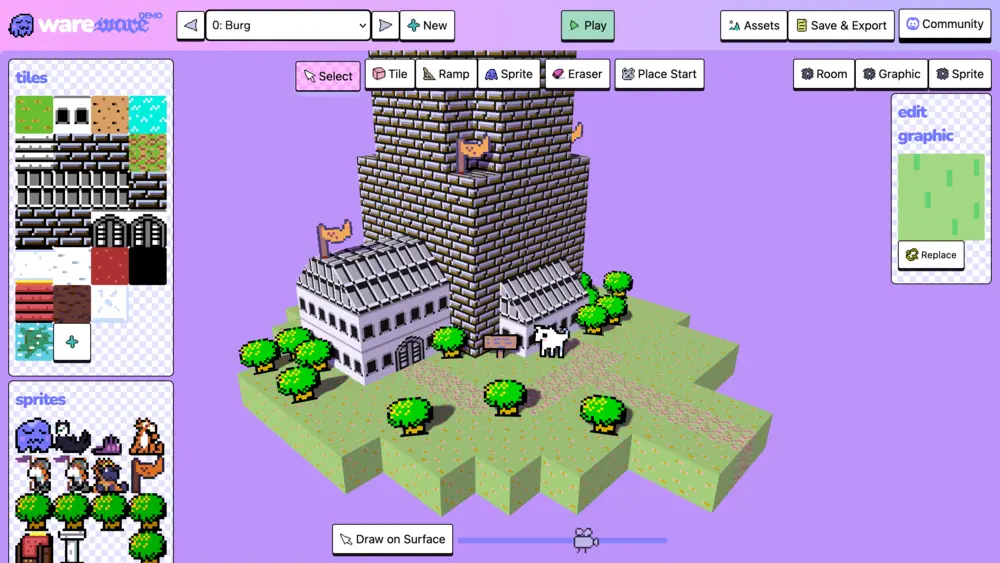 wareware DEMO
0: Burg
New
Play
Assets
Save & Export
Community
tiles
Select
Tile
Ramp
Sprite
Eraser
Place Start
Room
Graphic
Sprite
edit
graphic
Replace
sprites
Draw on Surface